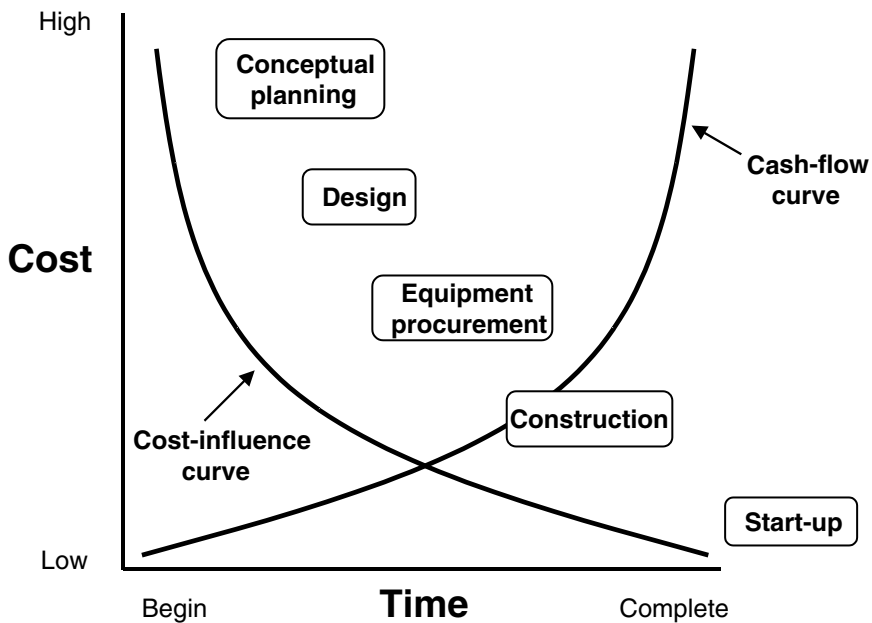 High
Conceptual
planning
Cash-flow
curve
Design
Cost
Equipment
procurement
Construction
Cost-influence
curve
Start-up
Low
Begin
Time
Complete